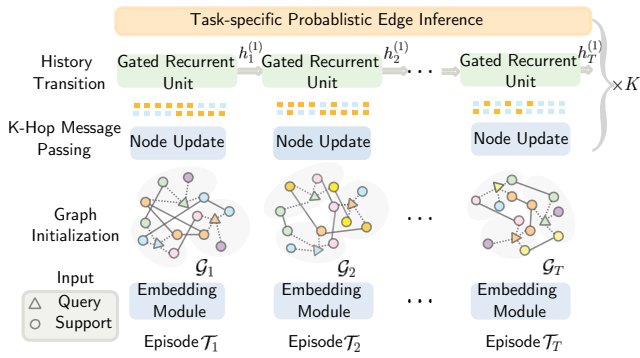 Task-specific Probablistic Edge Inference
History
Transition
Gated Recurrent
Unit
h_1^{(1)}
Gated Recurrent
Unit
h_2^{(1)}
...
Gated Recurrent
Unit
h_T^{(1)}
×K
K-Hop Message
Passing
Node Update
Node Update
Node Update
Graph
Initialization
G_1
G_2
...
G_T
Input
Query
Support
Embedding
Module
Embedding
Module
...
Embedding
Module
Episode T_1
Episode T_2
Episode T_T